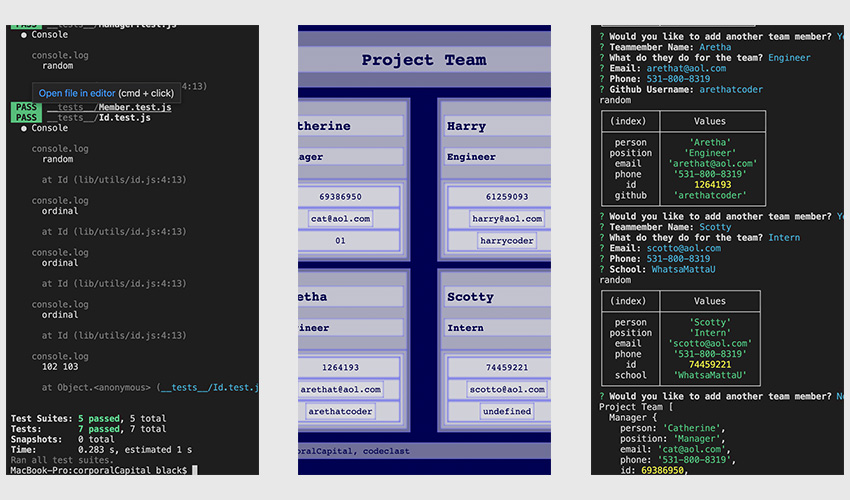 PASS __tests__/Manager.test.js
● Console
console.log
random
Open file in editor (cmd + click)
4:13)
PASS __tests__/Member.test.js
PASS __tests__/Id.test.js
● Console
console.log
random
at Id (lib/utils/id.js:4:13)
console.log
ordinal
at Id (lib/utils/id.js:4:13)
console.log
ordinal
at Id (lib/utils/id.js:4:13)
console.log
ordinal
at Id (lib/utils/id.js:4:13)
console.log
102 103
at Object.<anonymous> (__tests__/Id.test.j
Test Suites: 5 passed, 5 total
Tests: 7 passed, 7 total
Snapshots: 0 total
Time: 0.283 s, estimated 1 s
Ran all test suites.
MacBook-Pro:corporalCapital black$
Project Team
therine
ager
69386950
cat@aol.com
01
Harry
Engineer
61259093
harry@aol.com
harrycoder
etha
ineer
1264193
arethat@aol.com
arethatcoder
Scotty
Intern
74459221
scotto@aol.com
undefined
poralCapital, codeclast
? Would you like to add another team member? Ye
? Teammember Name: Aretha
? What do they do for the team? Engineer
? Email: arethat@aol.com
? Phone: 531-800-8319
? Github Username: arethatcoder
random
(index) Values
person 'Aretha'
position 'Engineer'
email 'arethat@aol.com'
phone '531-800-8319'
id 1264193
github 'arethatcoder'
? Would you like to add another team member? Ye
? Teammember Name: Scotty
? What do they do for the team? Intern
? Email: scotto@aol.com
? Phone: 531-800-8319
? School: WhatsaMattaU
random
(index) Values
person 'Scotty'
position 'Intern'
email 'scotto@aol.com'
phone '531-800-8319'
id 74459221
school 'WhatsaMattaU'
? Would you like to add another team member? No
Project Team [
Manager {
person: 'Catherine',
position: 'Manager',
email: 'cat@aol.com',
phone: '531-800-8319',
id: 69386950,